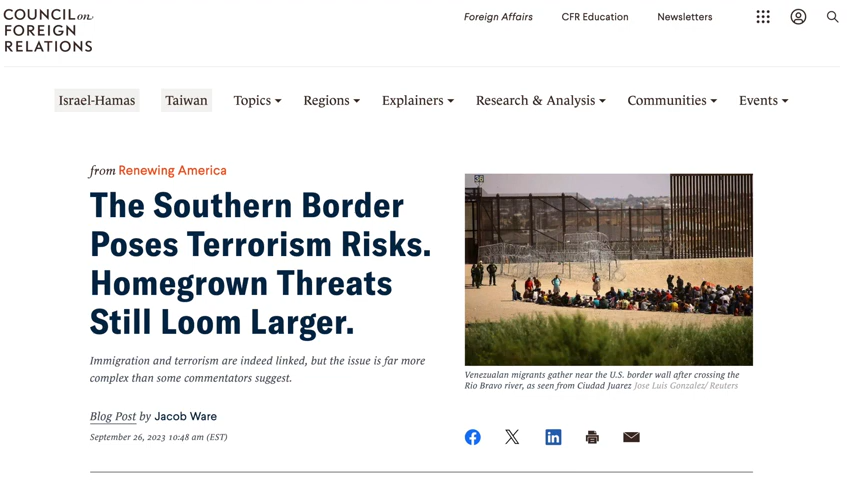 COUNCIL on
FOREIGN
RELATIONS
Foreign Affairs CFR Education Newsletters
Israel-Hamas Taiwan Topics Regions Explainers Research & Analysis Communities Events
from Renewing America
The Southern Border
Poses Terrorism Risks.
Homegrown Threats
Still Loom Larger.
Immigration and terrorism are indeed linked, but the issue is far more
complex than some commentators suggest.
Blog Post by Jacob Ware
September 26, 2023 10:48 am (EST)
36
Venezualan migrants gather near the U.S. border wall after crossing the
Rio Bravo river, as seen from Ciudad Juarez Jose Luis Gonzalez/ Reuters